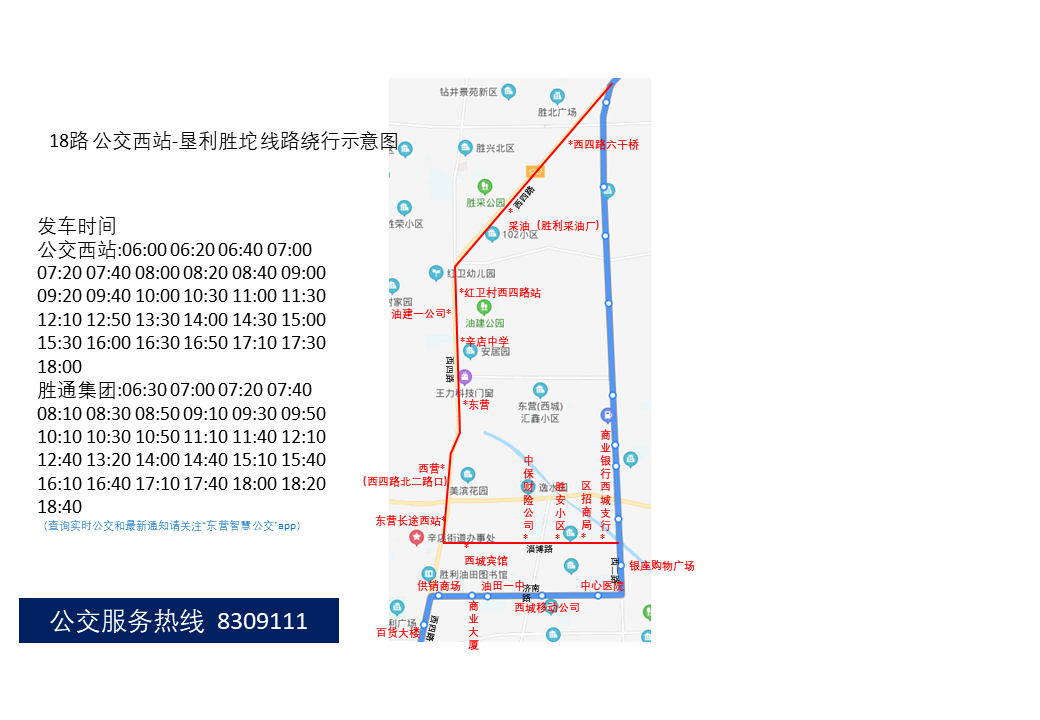 18路 公交西站-垦利胜坨 线路绕行示意图
发车时间
公交西站:06:00 06:20 06:40 07:00
07:20 07:40 08:00 08:20 08:40 09:00
09:20 09:40 10:00 10:30 11:00 11:30
12:10 12:50 13:30 14:00 14:30 15:00
15:30 16:00 16:30 16:50 17:10 17:30
18:00
胜通集团:06:30 07:00 07:20 07:40
08:10 08:30 08:50 09:10 09:30 09:50
10:10 10:30 10:50 11:10 11:40 12:10
12:40 13:20 14:00 14:40 15:10 15:40
16:10 16:40 17:10 17:40 18:00 18:20
18:40
（查询实时公交和最新通知请关注“东营智慧公交”app）
公交服务热线 8309111
钻井景苑新区
胜北广场
*西四路六干桥
胜兴北区
区
胜采公园
西四路
*
采油（胜利采油厂）
胜荣小区
102小区
红卫幼儿园
*红卫村西四路站
村家园
油建一公司*
油建公园
*辛店中学
安居园
西四路
王力科技门窗
*东营
东营(西城)
汇鑫小区
商业银行西城支行*
中保财险公司*
胜安小区*
区招商局*
西营*
(西四路北二路口)
美滨花园
逸水园
东营长途西站*
辛店街道办事处
*
西城宾馆
淄博路
西二路
银座购物广场
胜利油田图书馆
供销商场
油田一中
济南路
中心医院
西城移动公司
商业大厦
利广场
百货大楼
西四路